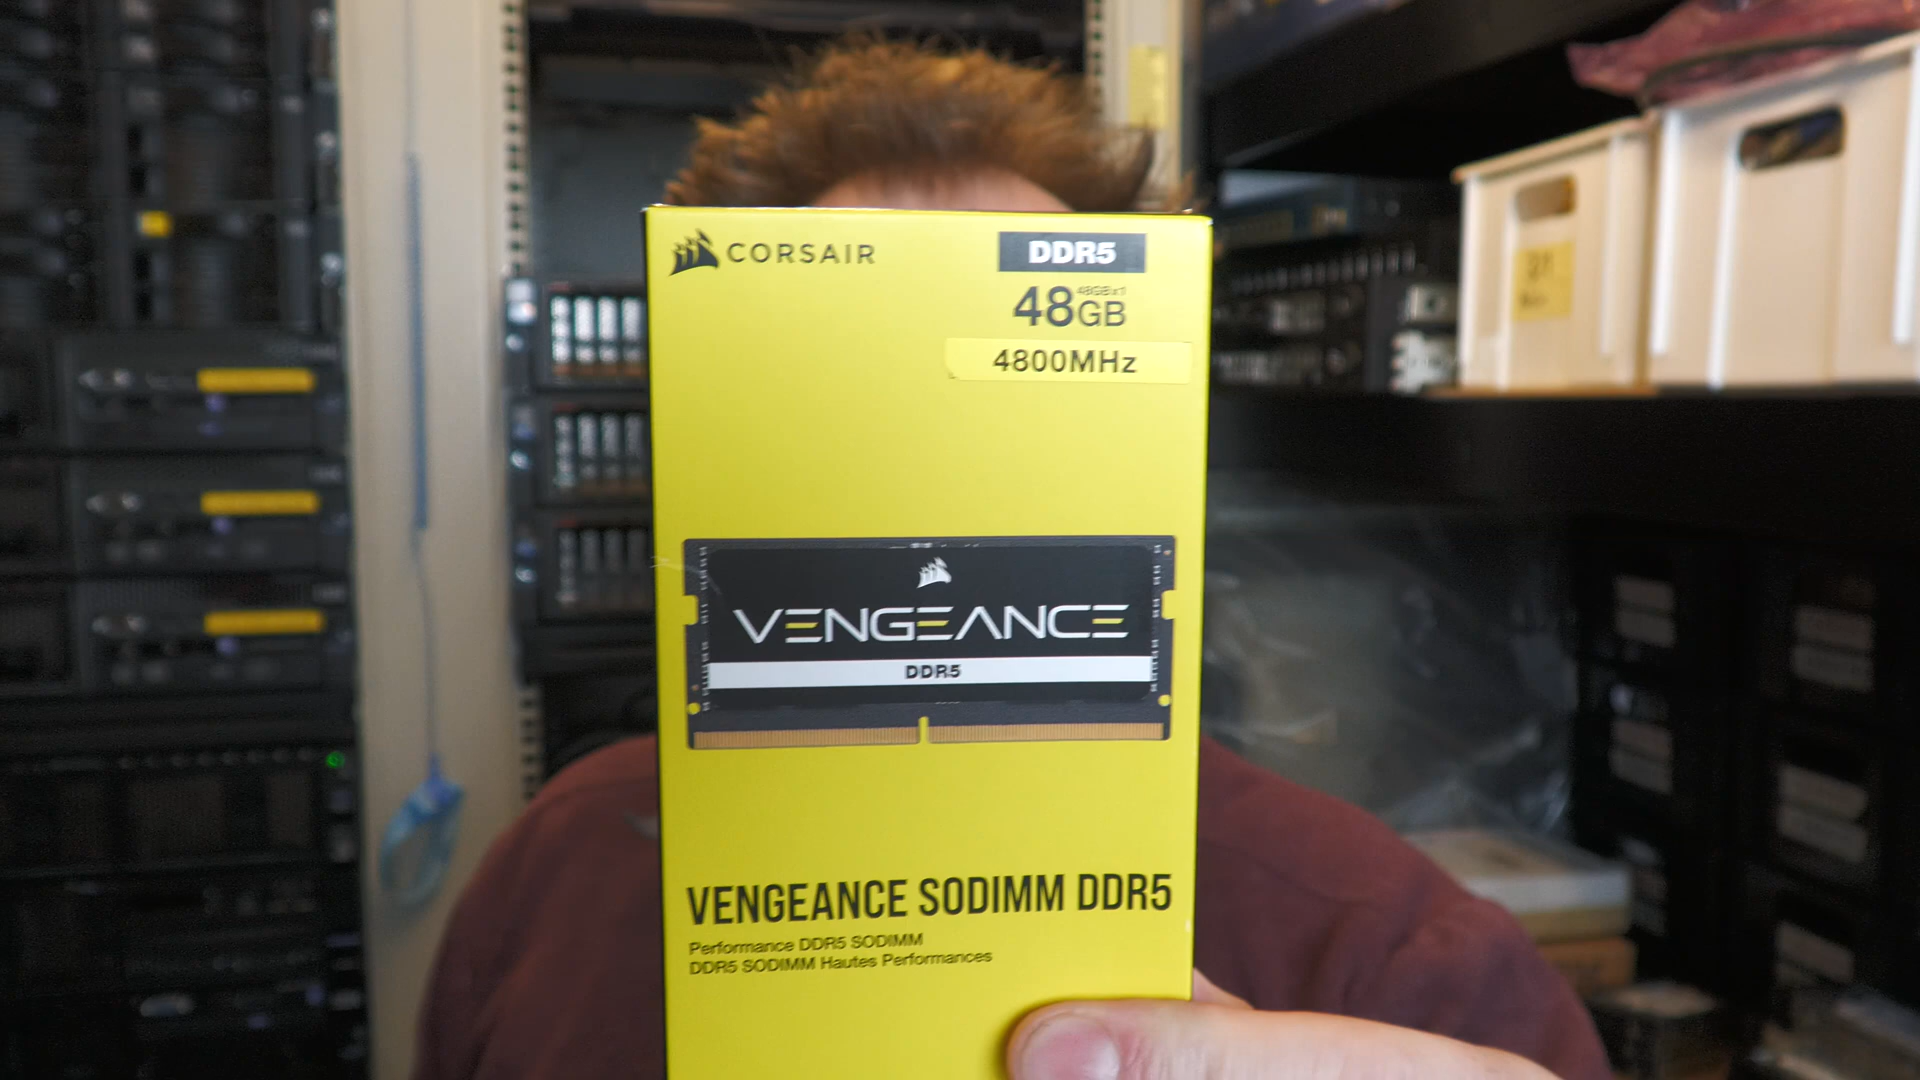 CORSAIR
DDR5
48GBx1
48GB
4800MHz
VENGEANCE
DDR5
VENGEANCE SODIMM DDR5
Performance DDR5 SODIMM
DDR5 SODIMM Hautes Performances